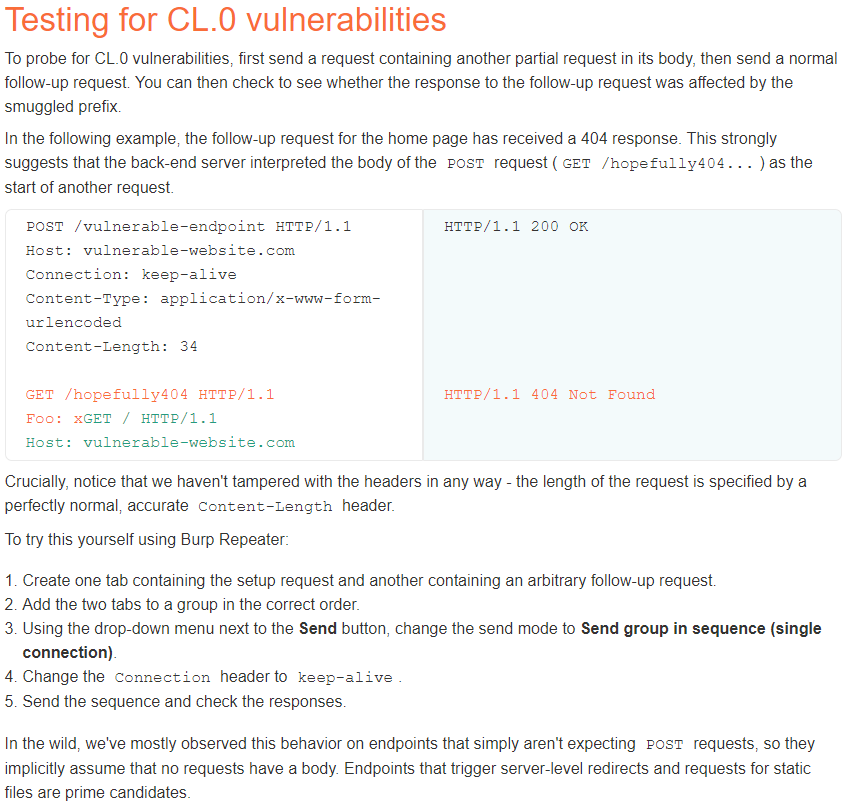 Testing for CL.0 vulnerabilities
To probe for CL.0 vulnerabilities, first send a request containing another partial request in its body, then send a normal
follow-up request. You can then check to see whether the response to the follow-up request was affected by the
smuggled prefix.
In the following example, the follow-up request for the home page has received a 404 response. This strongly
suggests that the back-end server interpreted the body of the POST request ( GET /hopefully404... ) as the
start of another request.
POST /vulnerable-endpoint HTTP/1.1
Host: vulnerable-website.com
Connection: keep-alive
Content-Type: application/x-www-form-
urlencoded
Content-Length: 34
GET /hopefully404 HTTP/1.1
Foo: xGET / HTTP/1.1
Host: vulnerable-website.com
HTTP/1.1 200 OK
HTTP/1.1 404 Not Found
Crucially, notice that we haven't tampered with the headers in any way - the length of the request is specified by a
perfectly normal, accurate Content-Length header.
To try this yourself using Burp Repeater:
1. Create one tab containing the setup request and another containing an arbitrary follow-up request.
2. Add the two tabs to a group in the correct order.
3. Using the drop-down menu next to the Send button, change the send mode to Send group in sequence (single
connection).
4. Change the Connection header to keep-alive .
5. Send the sequence and check the responses.
In the wild, we've mostly observed this behavior on endpoints that simply aren't expecting POST requests, so they
implicitly assume that no requests have a body. Endpoints that trigger server-level redirects and requests for static
files are prime candidates.